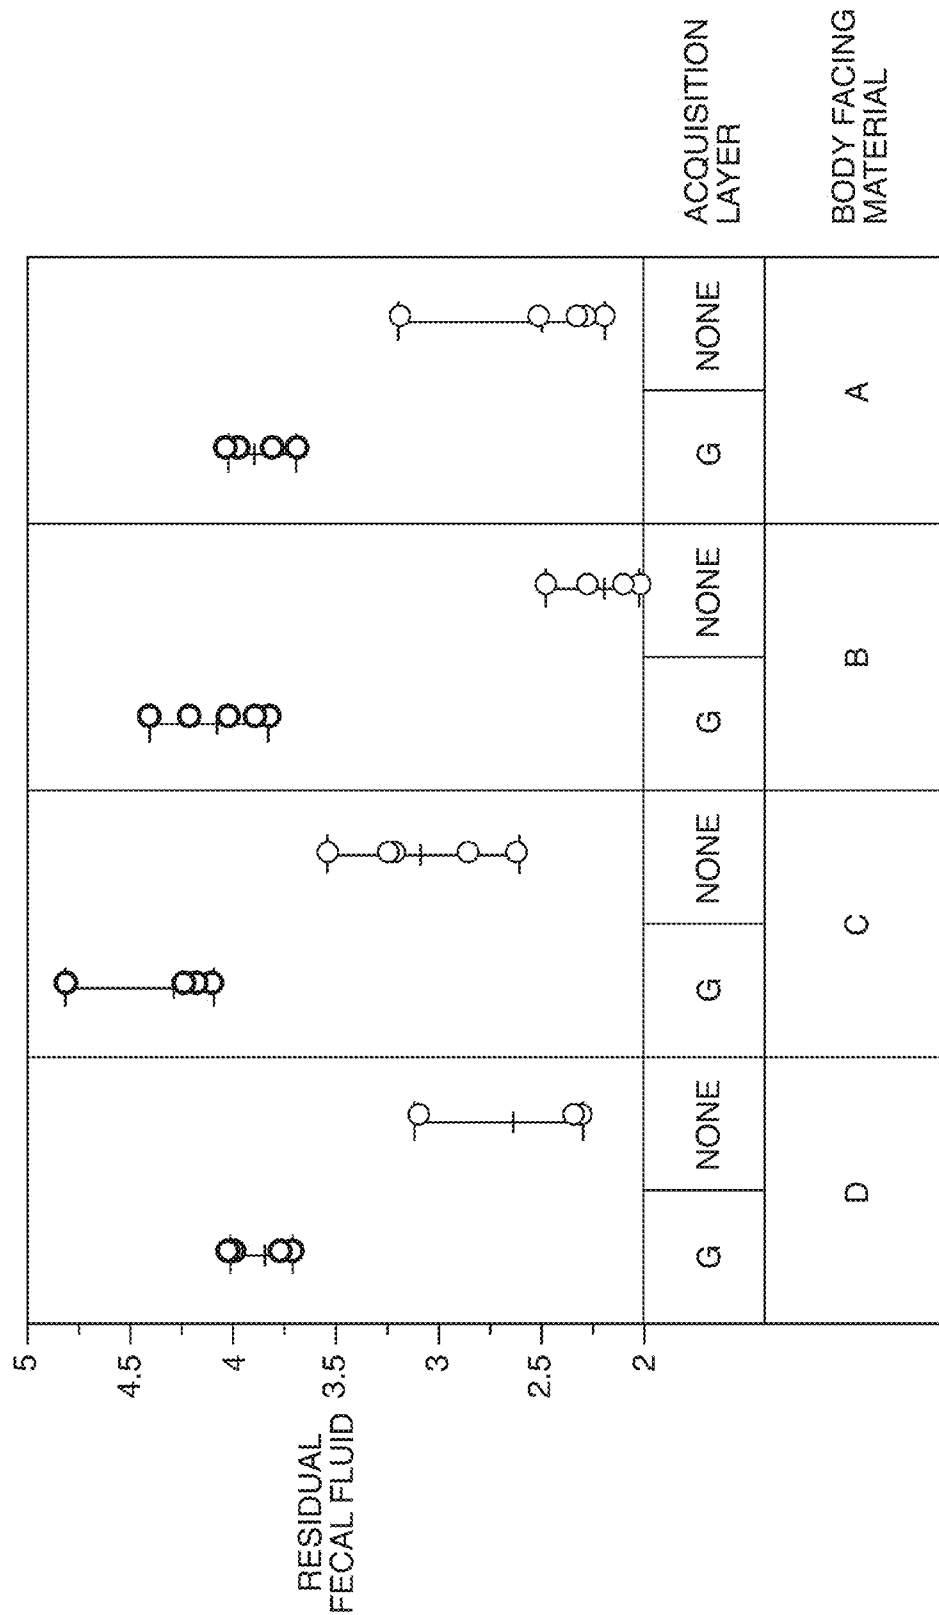 RESIDUAL
FECAL FLUID
5
4.5
4
3.5
3
2.5
2
G NONE G NONE G NONE G NONE
ACQUISITION
LAYER
D C B A
BODY FACING
MATERIAL